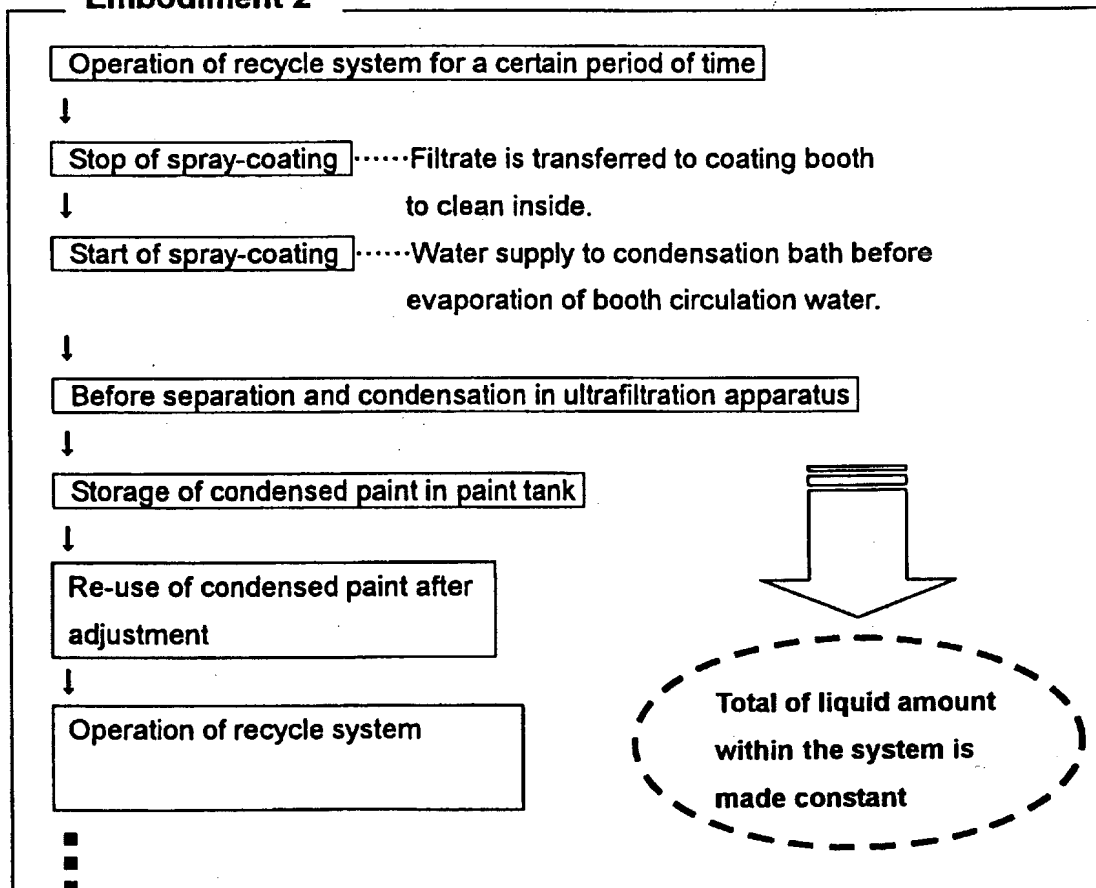 Embodiment 2
Operation of recycle system for a certain period of time
↓
Stop of spray-coating ······Filtrate is transferred to coating booth
↓ to clean inside.
Start of spray-coating ······Water supply to condensation bath before
evaporation of booth circulation water.
↓
Before separation and condensation in ultrafiltration apparatus
↓
Storage of condensed paint in paint tank
↓
Re-use of condensed paint after
adjustment
↓
Operation of recycle system
Total of liquid amount
within the system is
made constant